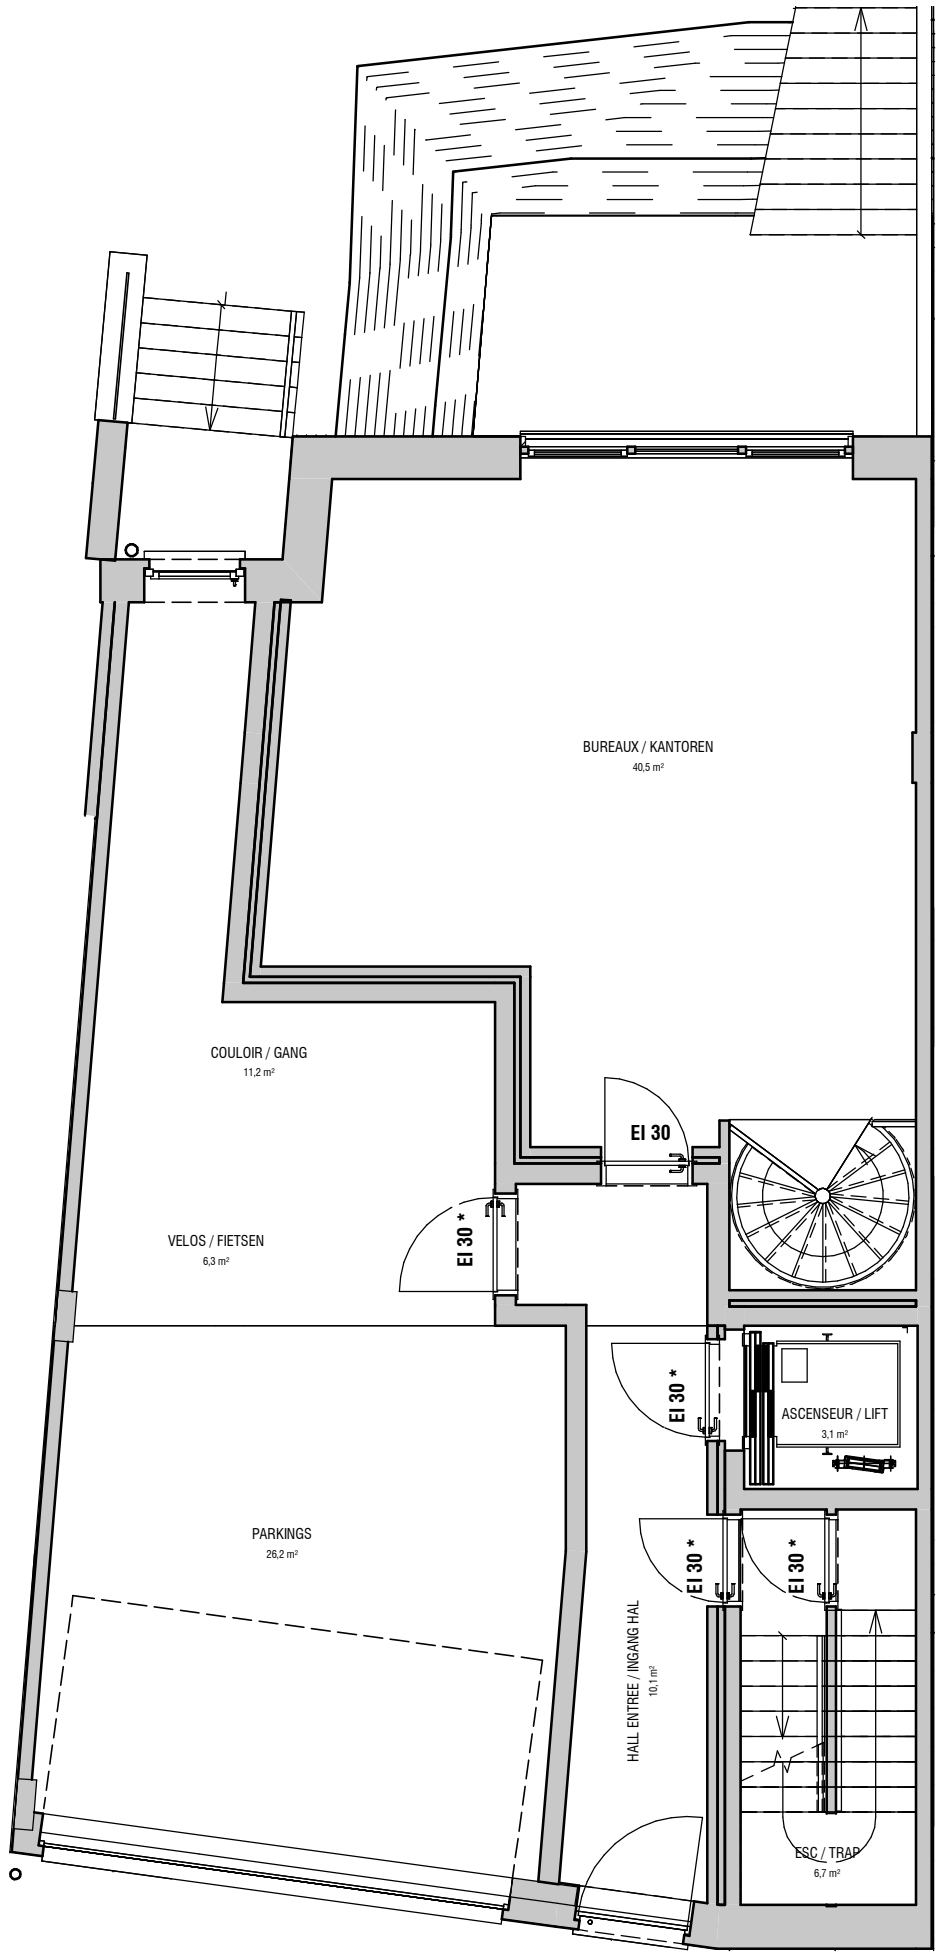 BUREAUX / KANTOREN
40,5 m²
COULOIR / GANG
11,2 m²
EI 30
VELOS / FIETSEN
6,3 m²
EI 30 *
EI 30 *
ASCENSEUR / LIFT
3,1 m²
PARKINGS
26,2 m²
EI 30 *
EI 30 *
HALL ENTREE / INGANG HAL
10,1 m²
ESC / TRAP
6,7 m²